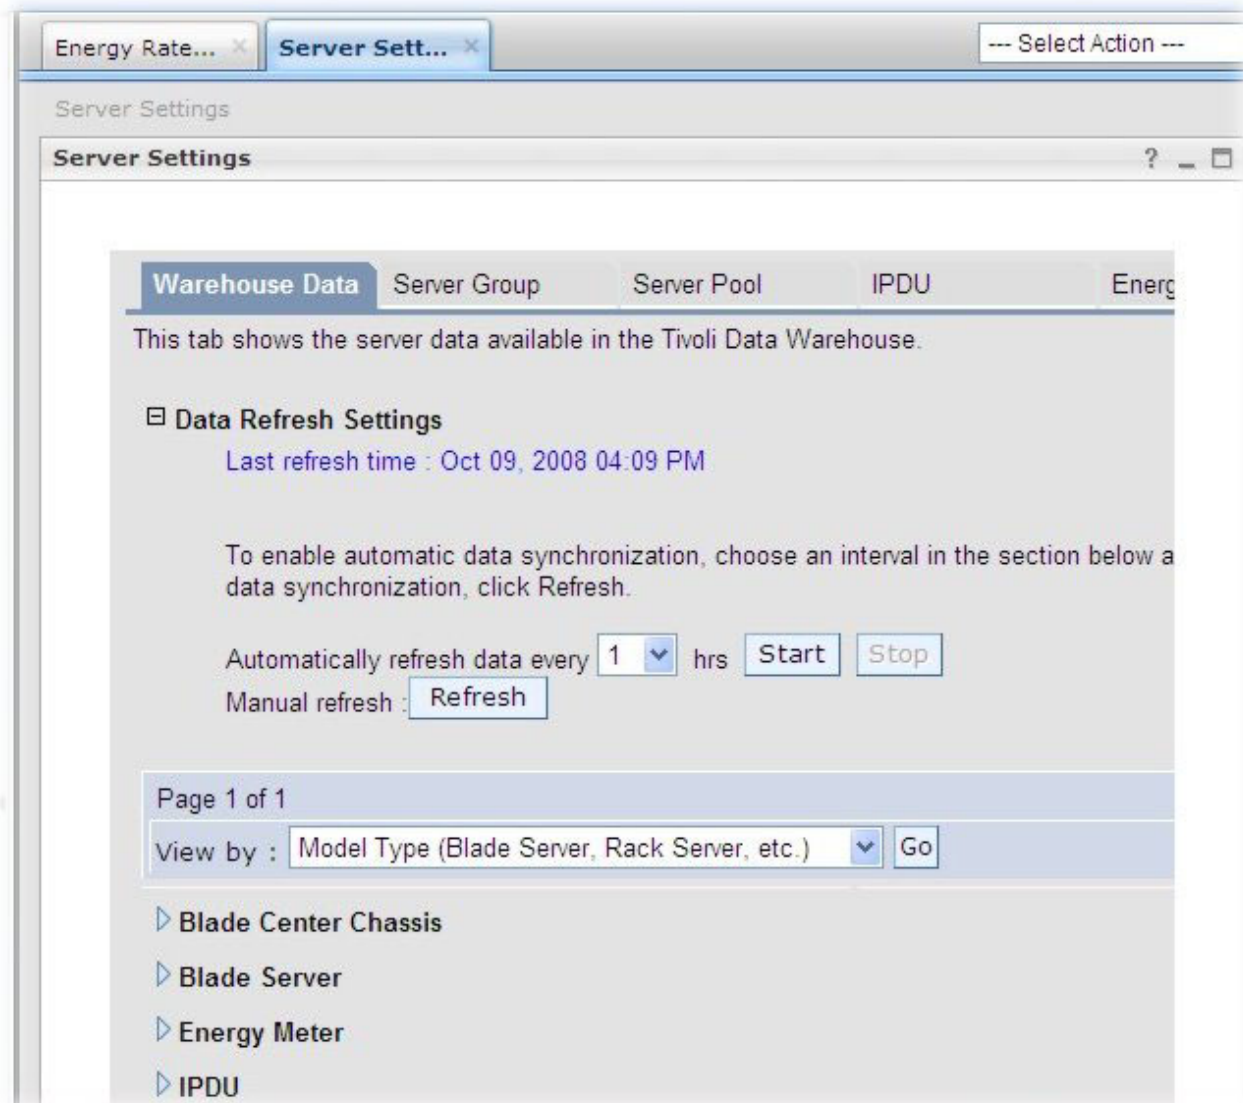 Energy Rate... Server Sett... --- Select Action ---
Server Settings
Server Settings
Warehouse Data Server Group Server Pool IPDU Energ
This tab shows the server data available in the Tivoli Data Warehouse.
Data Refresh Settings
Last refresh time : Oct 09, 2008 04:09 PM
To enable automatic data synchronization, choose an interval in the section below a
data synchronization, click Refresh.
Automatically refresh data every 1 hrs Start Stop
Manual refresh : Refresh
Page 1 of 1
View by : Model Type (Blade Server, Rack Server, etc.) Go
Blade Center Chassis
Blade Server
Energy Meter
IPDU